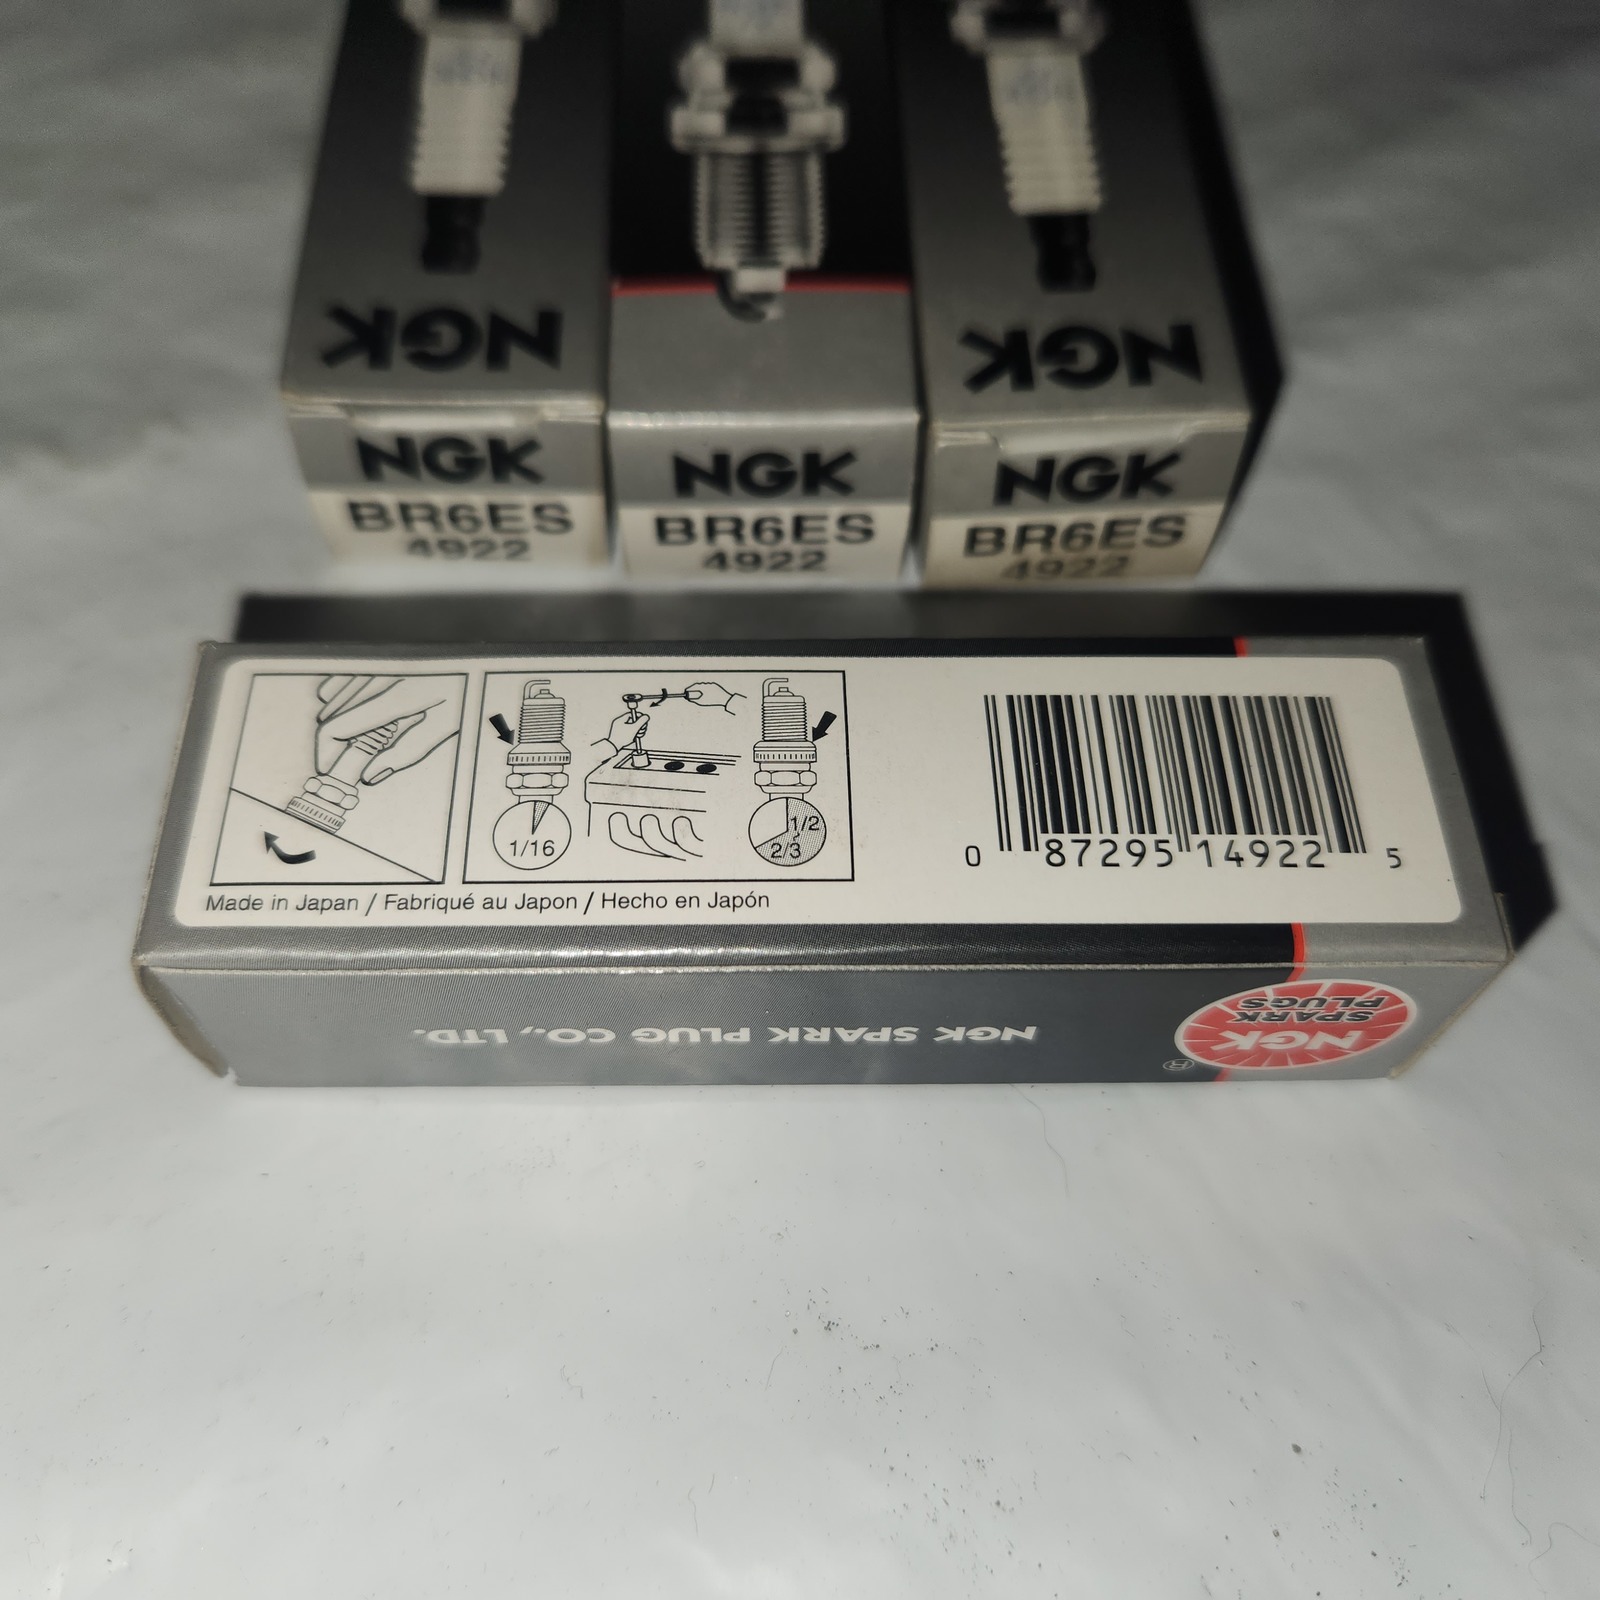 NGK
NGK
NGK
BR6ES
4922
NGK
BR6ES
4922
NGK
BR6ES
4922
1/16
1/2
2/3
0 87295 14922 5
Made in Japan / Fabriqué au Japon / Hecho en Japón
NGK SPARK PLUG CO., LTD.
NGK
SPARK
PLUGS
®